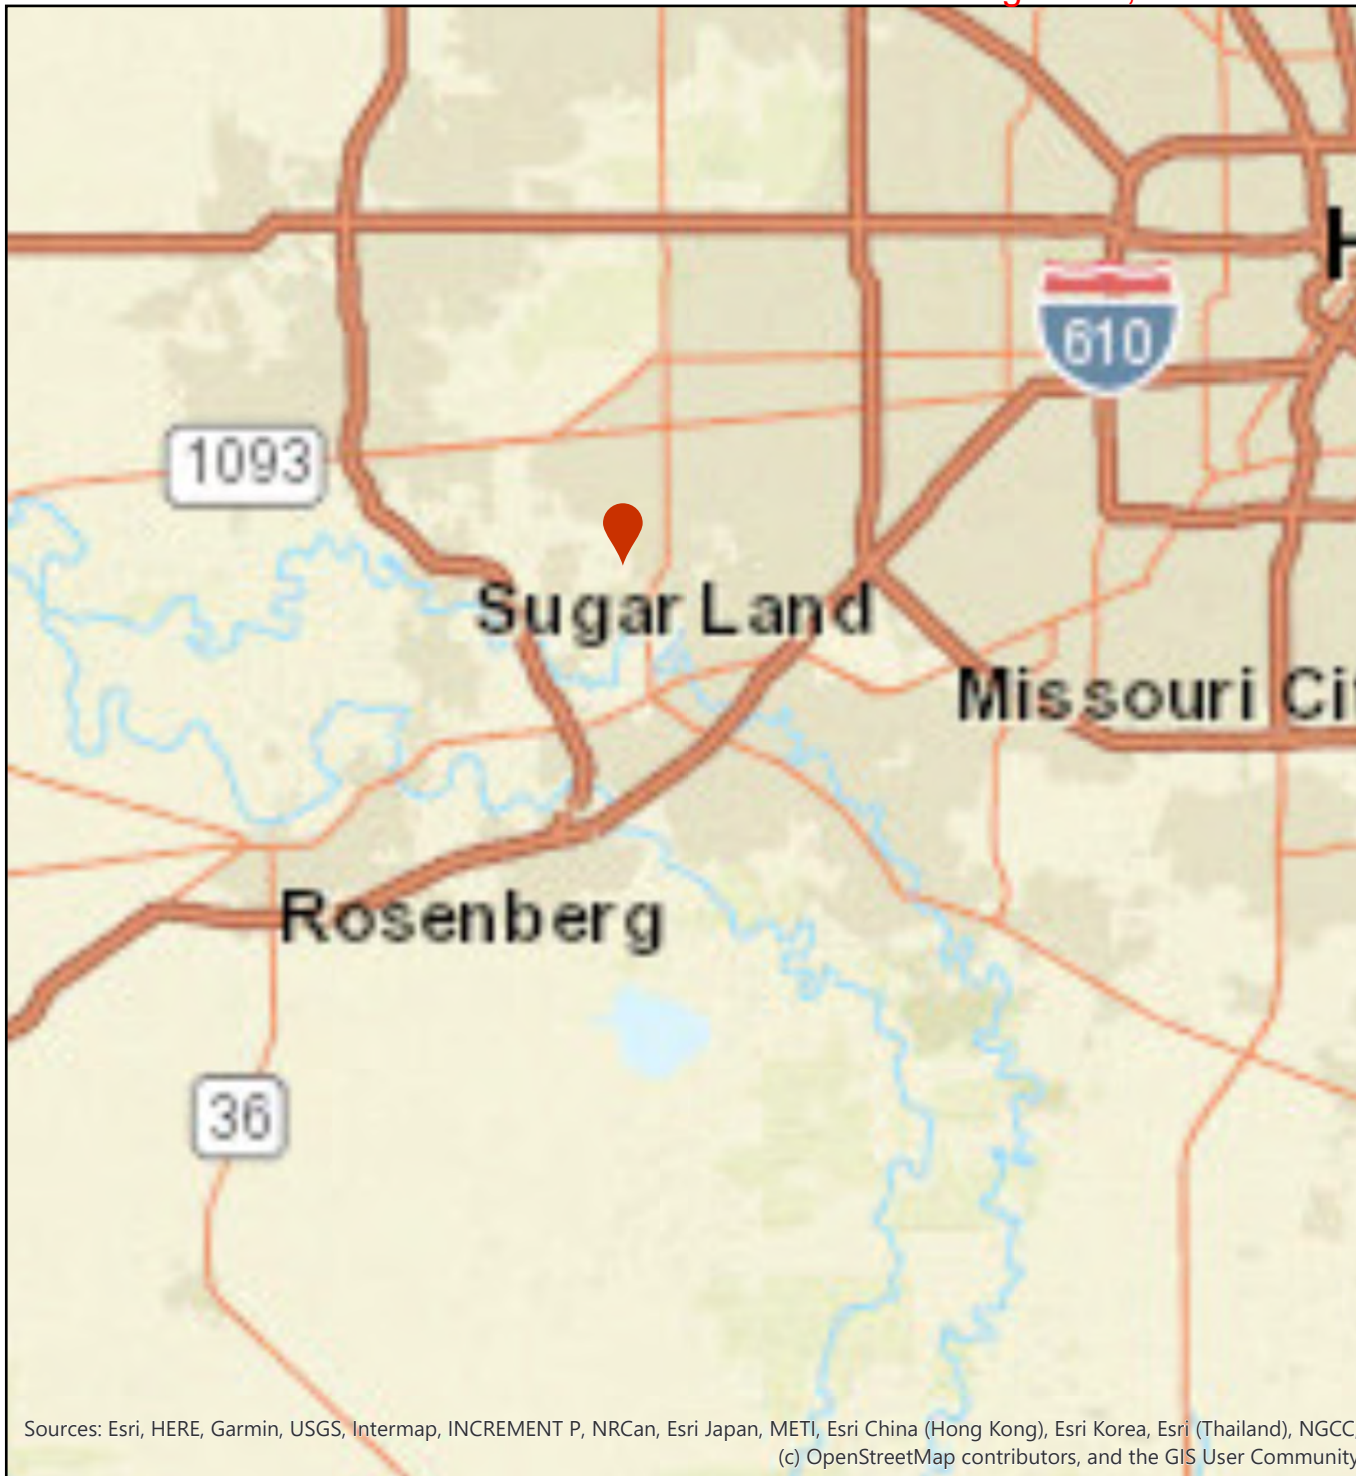 610
1093
Sugar Land
Missouri Ci
Rosenberg
36
Sources: Esri, HERE, Garmin, USGS, Intermap, INCREMENT P, NRCan, Esri Japan, METI, Esri China (Hong Kong), Esri Korea, Esri (Thailand), NGCC,
(c) OpenStreetMap contributors, and the GIS User Community